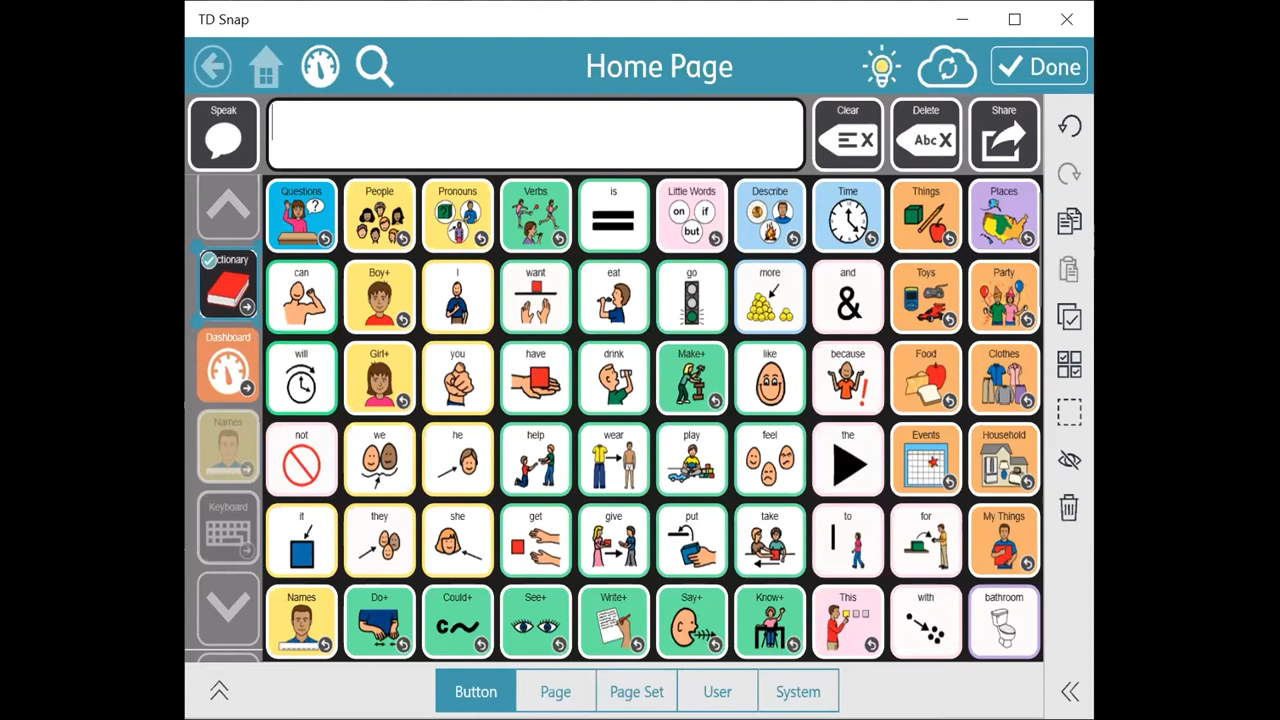 TD Snap
Home Page
Done
Speak
Clear
Delete
Abc X
Share
Questions
People
Pronouns
Verbs
is
Little Words
on
if
but
Describe
Time
Things
Places
ctionary
can
Boy+
I
want
eat
go
more
and
&
Toys
Party
Dashboard
will
Girl+
you
have
drink
Make+
like
because
Food
Clothes
Names
not
we
he
help
wear
play
feel
the
Events
Household
Keyboard
it
they
she
get
give
put
take
to
for
My Things
Names
Do+
Could+
See+
Write+
Say+
Know+
This
with
bathroom
Button
Page
Page Set
User
System